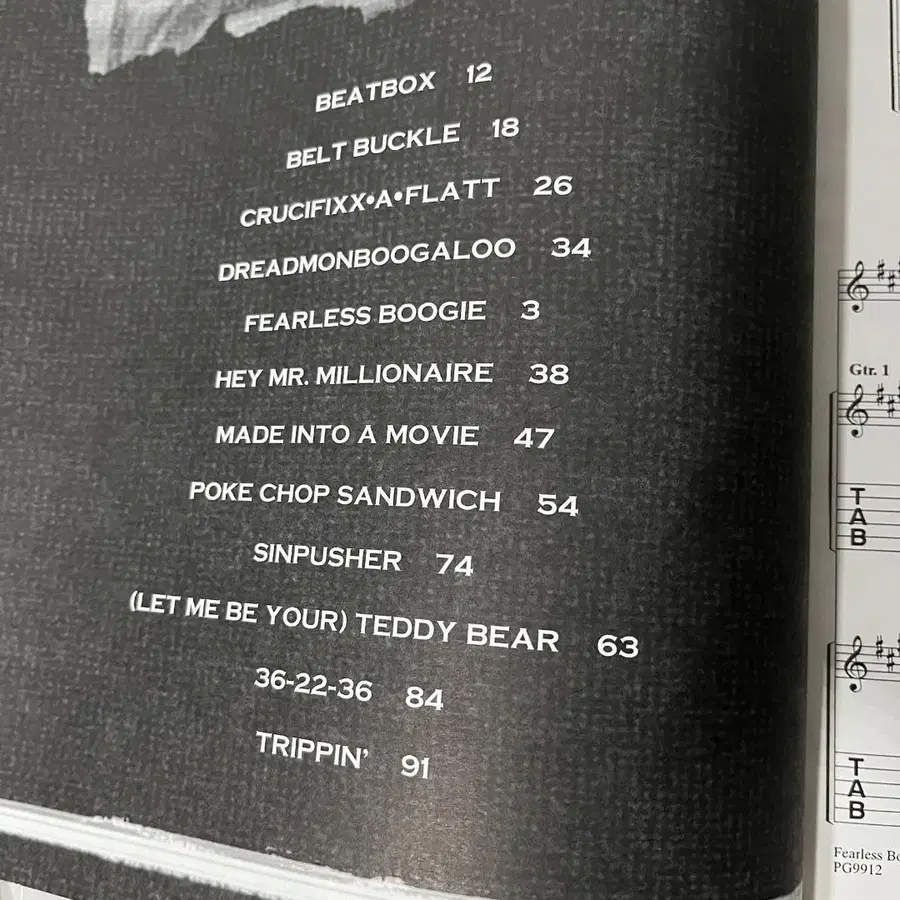 BEATBOX 12
BELT BUCKLE 18
CRUCIFIXX•A•FLATT 26
DREADMONBOOGALOO 34
FEARLESS BOOGIE 3
HEY MR. MILLIONAIRE 38
MADE INTO A MOVIE 47
POKE CHOP SANDWICH 54
SINPUSHER 74
(LET ME BE YOUR) TEDDY BEAR 63
36-22-36 84
TRIPPIN' 91
Gtr. 1
T
A
B
T
A
B
Fearless
PG9912